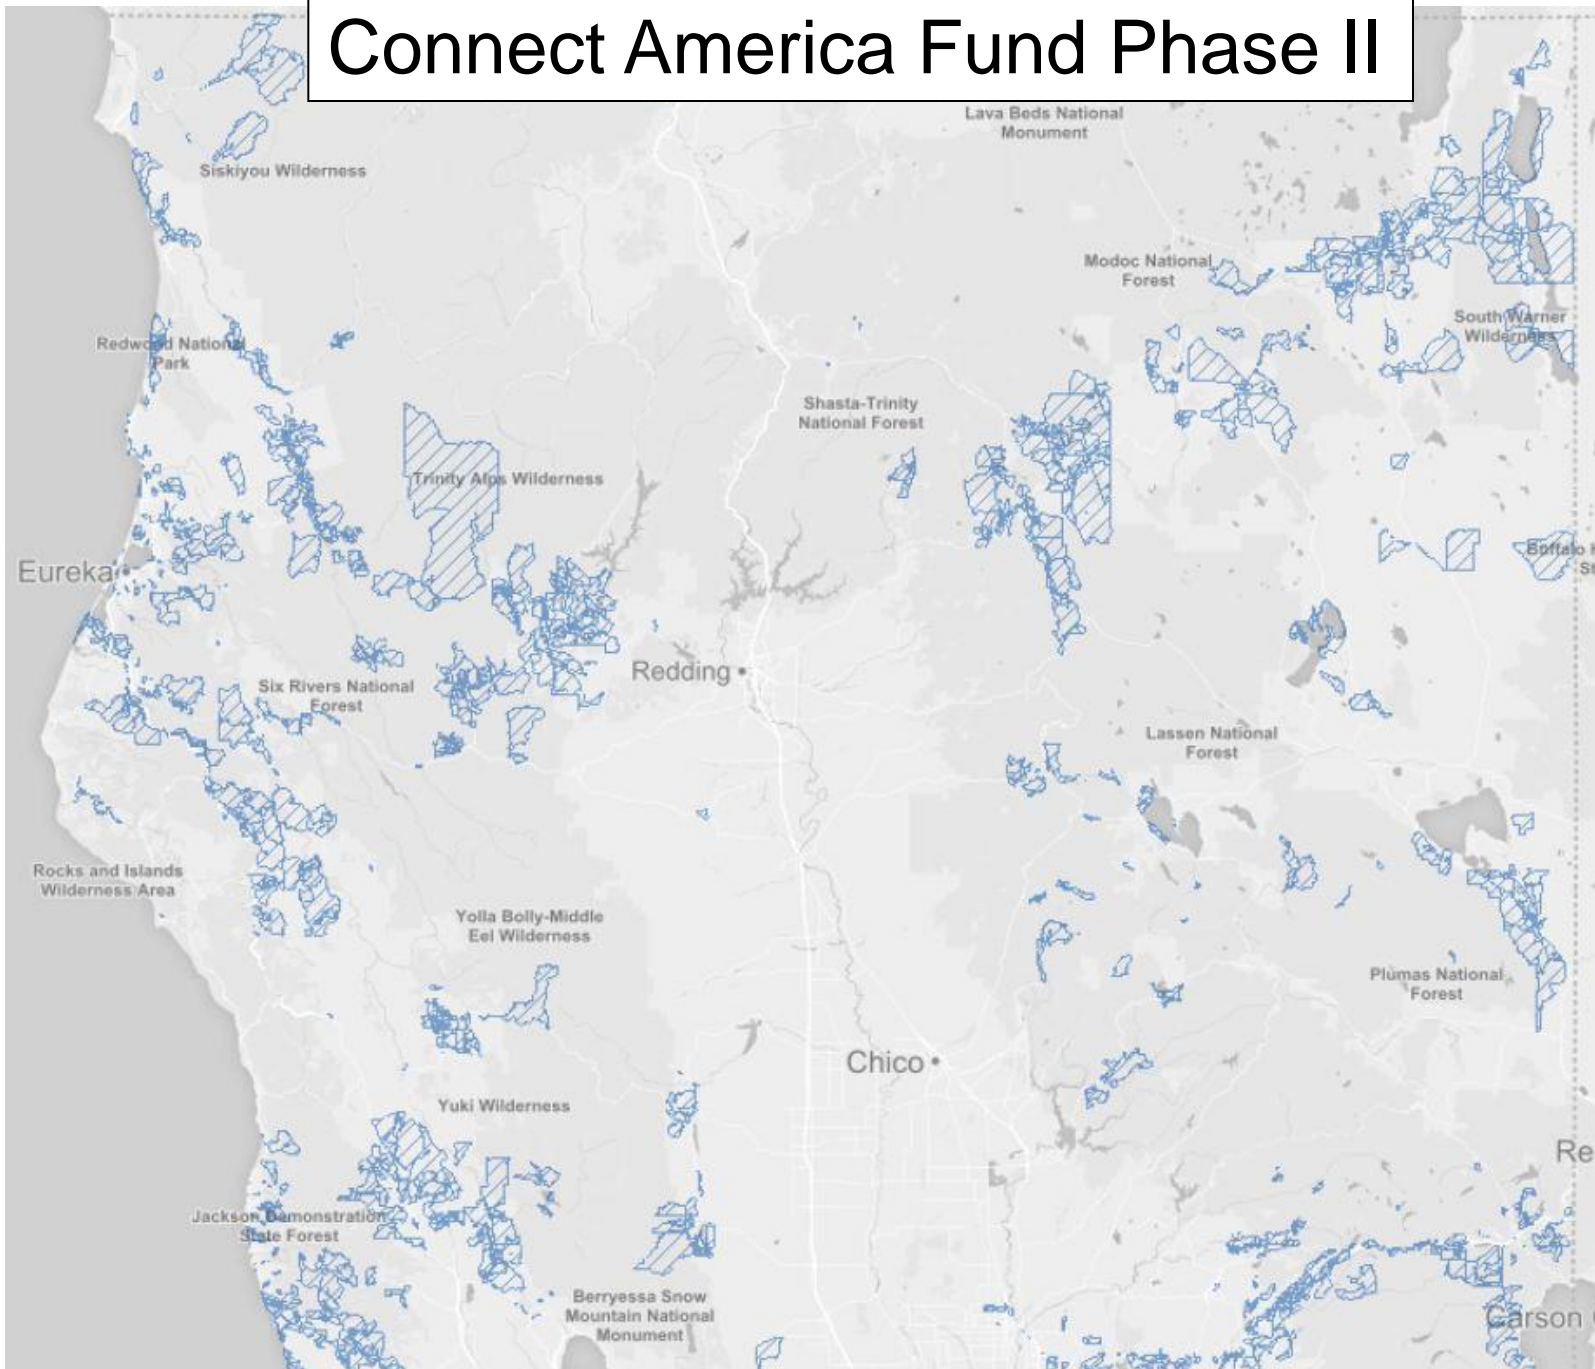 Connect America Fund Phase II
Lava Beds National
Monument
Siskiyou Wilderness
Modoc National
Forest
South Warner
Wilderness
Redwood National
Park
Shasta-Trinity
National Forest
Trinity Alps Wilderness
Buffalo
Eureka
Redding
Six Rivers National
Forest
Lassen National
Forest
Rocks and Islands
Wilderness Area
Yolla Bolly-Middle
Eel Wilderness
Plumas National
Forest
Chico
Yuki Wilderness
Re
Jackson Demonstration
State Forest
Berryessa Snow
Mountain National
Monument
Carson